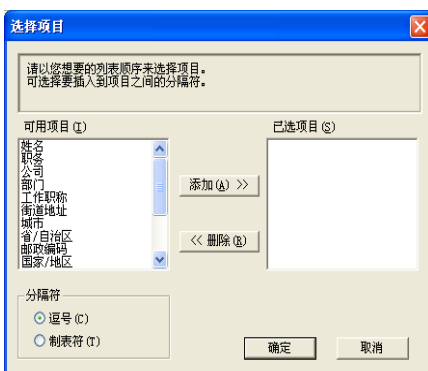 选择项目
请以您想要的列表顺序来选择项目。
可选择要插入到项目之间的分隔符。
可用项目(I)
已选项目(S)
姓名
职务
公司
部门
工作职称
街道地址
城市
省/自治区
邮政编码
国家/地区
添加(A) >>
<< 删除(R)
分隔符
逗号(C)
制表符(T)
确定
取消